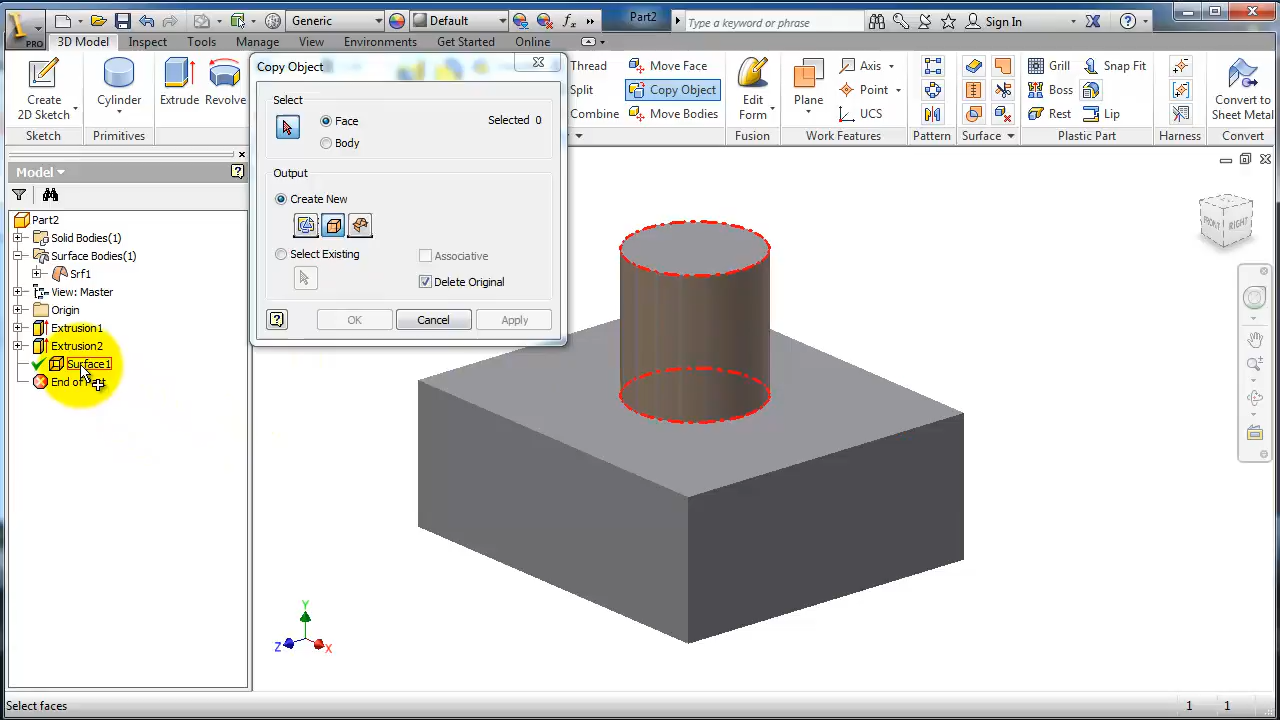 PRO
Generic
Default
Part2
Type a keyword or phrase
Sign In
3D Model
Inspect
Tools
Manage
View
Environments
Get Started
Online
Create
2D Sketch
Sketch
Cylinder
Primitives
Extrude
Revolve
Thread
Split
Combine
Move Face
Copy Object
Move Bodies
Edit
Form
Fusion
Plane
Axis
Point
UCS
Work Features
Pattern
Surface
Grill
Boss
Rest
Snap Fit
Lip
Plastic Part
Harness
Convert to
Sheet Metal
Convert
Copy Object
Select
Face
Body
Selected 0
Output
Create New
Select Existing
Associative
Delete Original
OK
Cancel
Apply
Model
Part2
Solid Bodies(1)
Surface Bodies(1)
Srf1
View: Master
Origin
Extrusion1
Extrusion2
Surface1
End of
FRONT
RIGHT
Y
Z
X
Select faces
1
1